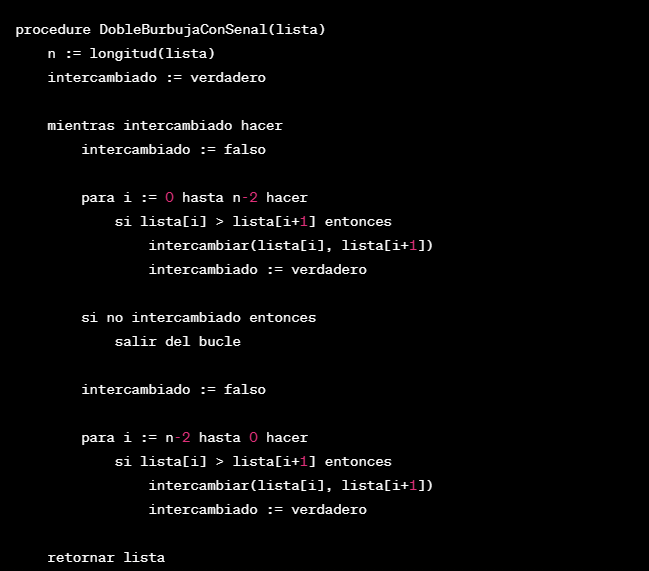 procedure DobleBurbujaConSenal(lista)
    n := longitud(lista)
    intercambiado := verdadero

    mientras intercambiado hacer
        intercambiado := falso

        para i := 0 hasta n-2 hacer
            si lista[i] > lista[i+1] entonces
                intercambiar(lista[i], lista[i+1])
                intercambiado := verdadero

        si no intercambiado entonces
            salir del bucle

        intercambiado := falso

        para i := n-2 hasta 0 hacer
            si lista[i] > lista[i+1] entonces
                intercambiar(lista[i], lista[i+1])
                intercambiado := verdadero

    retornar lista